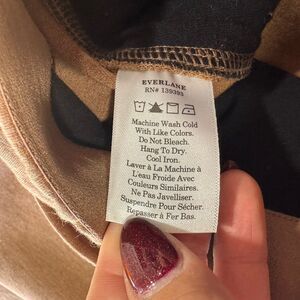 EVERLANE
RN# 139393
Machine Wash Cold
With Like Colors.
Do Not Bleach.
Hang To Dry.
Cool Iron.
Laver à La Machine à
L'eau Froide Avec
Couleurs Similaires.
Ne Pas Javelliser.
Suspendre Pour Sécher.
Repasser à Fer Bas.